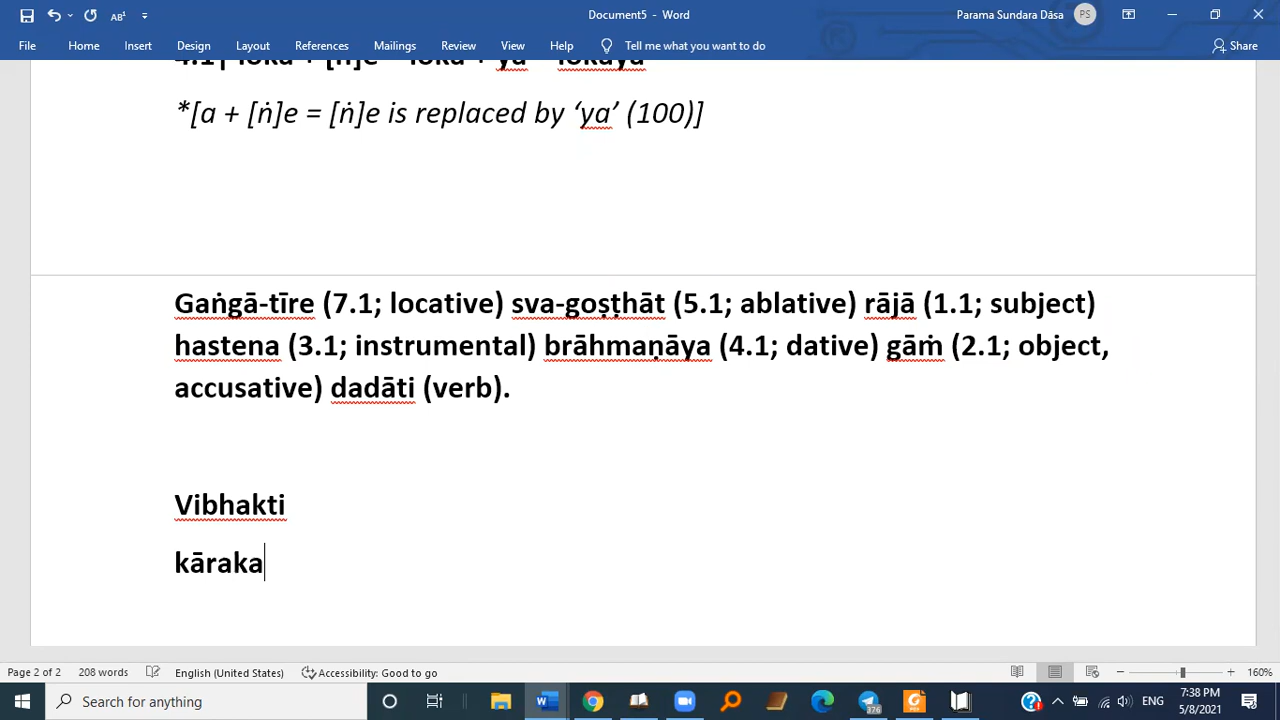 Document5 - Word
Parama Sundara Dāsa PS
File Home Insert Design Layout References Mailings Review View Help Tell me what you want to do Share
*[a + [ṅ]e = [ṅ]e is replaced by ‘ya’ (100)]
Gaṅgā-tīre (7.1; locative) sva-goṣṭhāt (5.1; ablative) rājā (1.1; subject)
hastena (3.1; instrumental) brāhmaṇāya (4.1; dative) gāṁ (2.1; object,
accusative) dadāti (verb).
Vibhakti
kāraka
Page 2 of 2 208 words English (United States) Accessibility: Good to go 160%
Search for anything 376 ENG 7:38 PM
5/8/2021